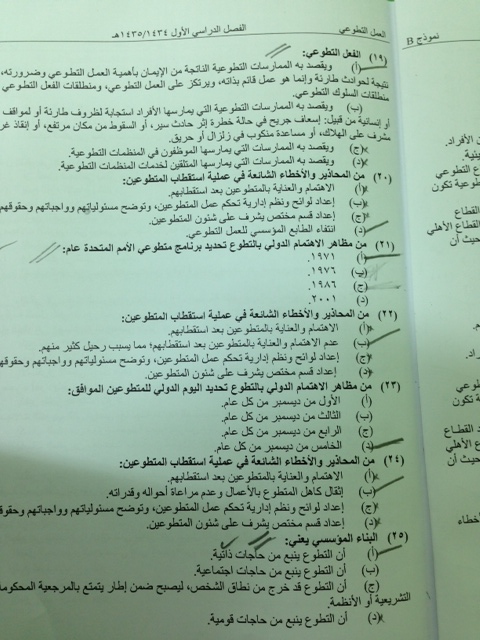 نموذج B
العمل التطوعي
الفصل الدراسي الأول ١٤٣٥/١٤٣٤هـ
(١٩) الفعل التطوعي:
(أ) ويقصد به الممارسات التطوعية الناتجة من الإيمان بأهمية العمل التطوعي وضرورته،
نتيجة لحوادث طارئة وإنما هو عمل قائم بذاته، ويرتكز على العمل التطوعي، ومنطلقات الفعل التطوعي
منطلقات السلوك التطوعي.
(ب) ويقصد به الممارسات التطوعية التي يمارسها الأفراد استجابة لظروف طارئة أو لمواقف
أو إنسانية من قبيل: إسعاف جريح في حالة خطرة إثر حادث سير، أو السقوط من مكان مرتفع، أو إنقاذ غر
مشرف على الهلاك، أو مساعدة منكوب في زلزال أو حريق.
(ج) ويقصد به الممارسات التي يمارسها الموظفون في المنظمات التطوعية.
(د) ويقصد به الممارسات التي يمارسها المتلقين لخدمات المنظمات التطوعية.
(٢٠) من المحاذير والأخطاء الشائعة في عملية استقطاب المتطوعين:
(أ) الاهتمام والعناية بالمتطوعين بعد استقطابهم.
(ب) إعداد لوائح ونظم إدارية تحكم عمل المتطوعين، وتوضح مسئولياتهم وواجباتهم وحقوقهم
(ج) إعداد قسم مختص يشرف على شئون المتطوعين.
(د) انتفاء الطابع المؤسسي للعمل التطوعي.
(٢١) من مظاهر الاهتمام الدولي بالتطوع تحديد برنامج متطوعي الأمم المتحدة عام:
(أ) ١٩٧١.
(ب) ١٩٧٦.
(ج) ١٩٨٦.
(د) ٢٠٠١.
(٢٢) من المحاذير والأخطاء الشائعة في عملية استقطاب المتطوعين:
(أ) الاهتمام والعناية بالمتطوعين بعد استقطابهم.
(ب) عدم الاهتمام والعناية بالمتطوعين بعد استقطابهم؛ مما يسبب رحيل كثير منهم.
(ج) إعداد لوائح ونظم إدارية تحكم عمل المتطوعين، وتوضح مسئولياتهم وواجباتهم وحقوقها
(د) إعداد قسم مختص يشرف على شئون المتطوعين.
(٢٣) من مظاهر الاهتمام الدولي بالتطوع تحديد اليوم الدولي للمتطوعين الموافق:
(أ) الأول من ديسمبر من كل عام.
(ب) الثالث من ديسمبر من كل عام.
(ج) الرابع من ديسمبر من كل عام.
(د) الخامس من ديسمبر من كل عام.
(٢٤) من المحاذير والأخطاء الشائعة في عملية استقطاب المتطوعين:
(أ) الاهتمام والعناية بالمتطوعين بعد استقطابهم.
(ب) إثقال كاهل المتطوع بالأعمال وعدم مراعاة أحواله وقدراته.
(ج) إعداد لوائح ونظم إدارية تحكم عمل المتطوعين، وتوضح مسئولياتهم وواجباتهم وحقو
(د) إعداد قسم مختص يشرف على شئون المتطوعين.
(٢٥) البناء المؤسسي يعني:
(أ) أن التطوع ينبع من حاجات ذاتية.
(ب) أن التطوع ينبع من حاجات اجتماعية.
(ج) أن التطوع قد خرج من نطاق الشخص، ليصبح ضمن إطار يتمتع بالمرجعية المحكومة
التشريعية أو الأنظمة.
(د) أن التطوع ينبع من حاجات قومية.